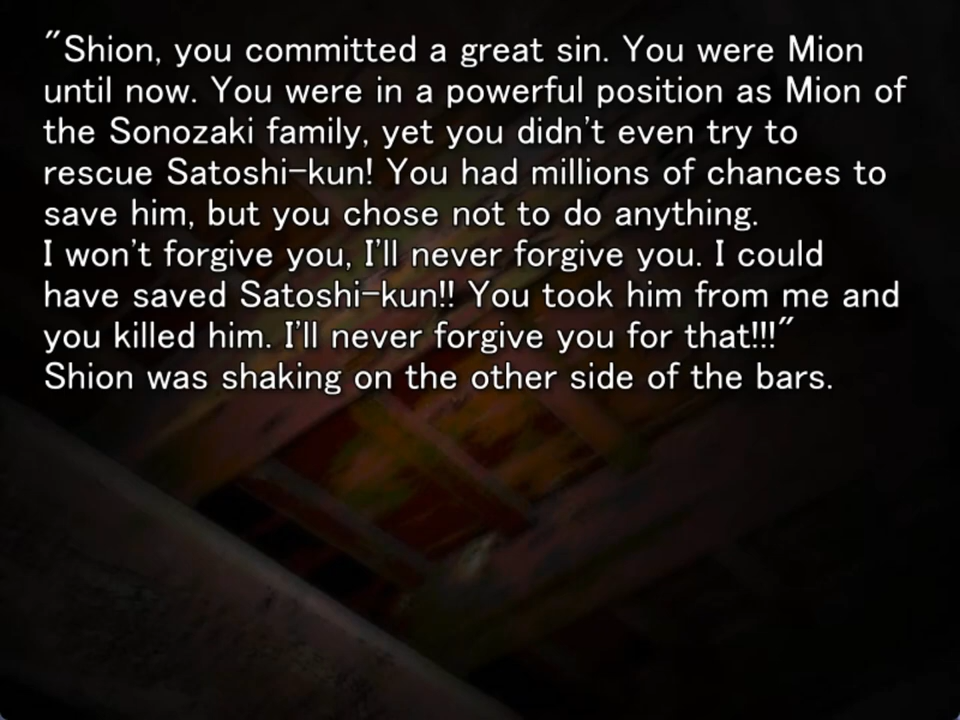 "Shion, you committed a great sin. You were Mion
until now. You were in a powerful position as Mion of
the Sonozaki family, yet you didn't even try to
rescue Satoshi-kun! You had millions of chances to
save him, but you chose not to do anything.
I won't forgive you, I'll never forgive you. I could
have saved Satoshi-kun!! You took him from me and
you killed him. I'll never forgive you for that!!!"
Shion was shaking on the other side of the bars.